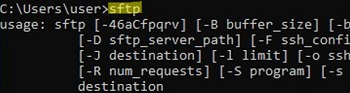 C:\Users\user>sftp
usage: sftp [-46aCfpqrv] [-B buffer_size] [-b
[-D sftp_server_path] [-F ssh_confi
[-J destination] [-l limit] [-o ssh
[-R num_requests] [-S program] [-s
destination